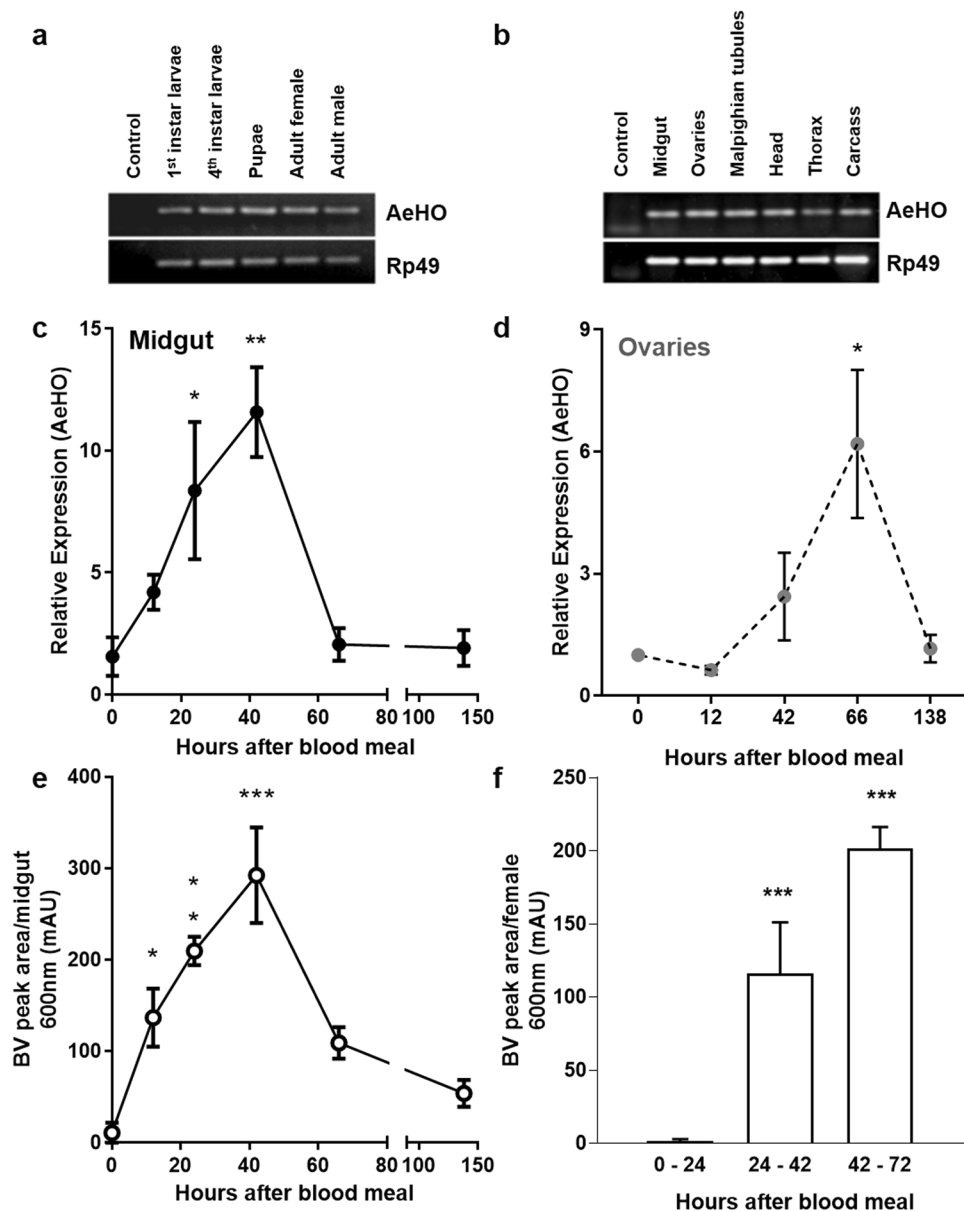 a
Control
1st instar larvae
4th instar larvae
Pupae
Adult female
Adult male
AeHO
Rp49
b
Control
Midgut
Ovaries
Malpighian tubules
Head
Thorax
Carcass
AeHO
Rp49
c
Midgut
Relative Expression (AeHO)
15
10
5
0
*
**
0 20 40 60 80 100 150
Hours after blood meal
d
Ovaries
Relative Expression (AeHO)
9
6
3
0
*
0 12 42 66 138
Hours after blood meal
e
BV peak area/midgut
600nm (mAU)
400
300
200
100
0
*
*
*
***
0 20 40 60 80 100 150
Hours after blood meal
f
BV peak area/female
600nm (mAU)
250
200
150
100
50
0
***
***
0 - 24 24 - 42 42 - 72
Hours after blood meal